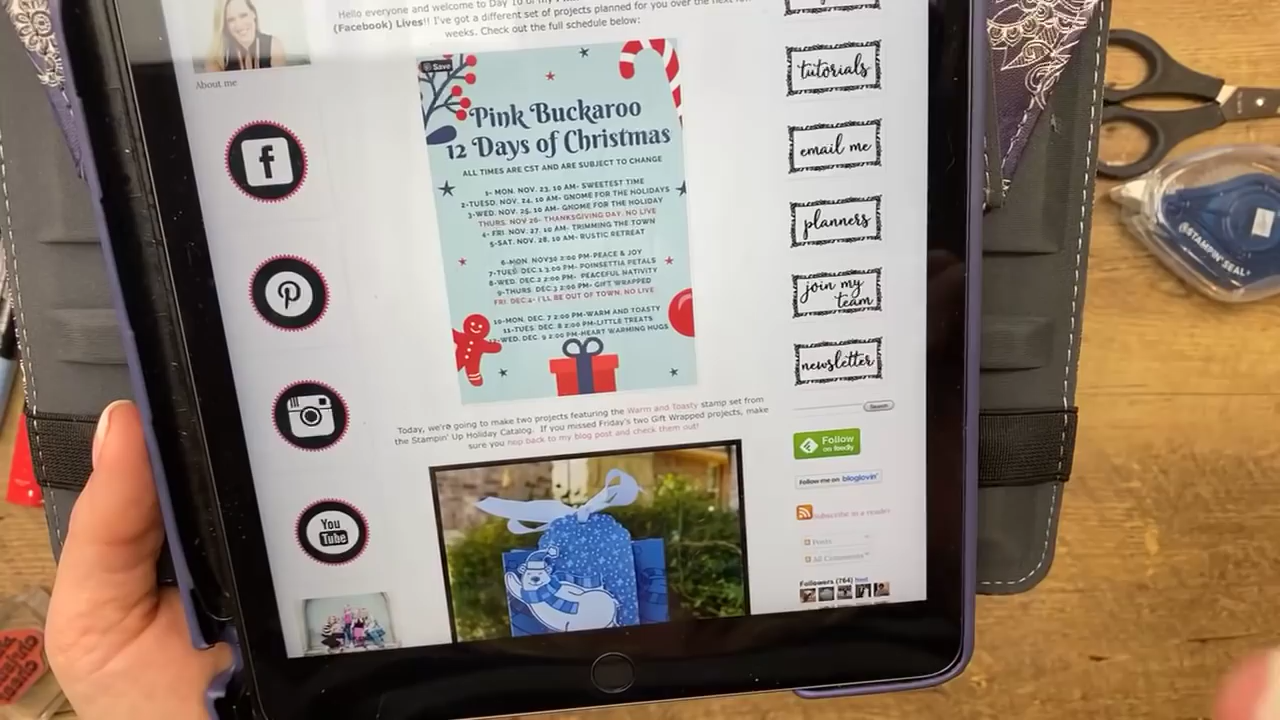 Hello everyone and welcome to Day 10 of my
(Facebook) Lives!! I've got a different set of projects planned for you over the next
weeks. Check out the full schedule below:
About me
Save
Pink Buckaroo
12 Days of Christmas
ALL TIMES ARE CST AND ARE SUBJECT TO CHANGE
1- MON. NOV. 23, 10 AM- SWEETEST TIME
2-TUESD. NOV. 24, 10 AM- GNOME FOR THE HOLIDAYS
3-WED. NOV. 25, 10 AM- GNOME FOR THE HOLIDAY
THURS. NOV 26- THANKSGIVING DAY, NO LIVE
4- FRI. NOV. 27, 10 AM- TRIMMING THE TOWN
5-SAT. NOV. 28, 10 AM- RUSTIC RETREAT
6-MON. NOV30 2:00 PM-PEACE & JOY
7-TUES. DEC.1 3:00 PM- POINSETTIA PETALS
8-WED. DEC.2 2:00 PM- PEACEFUL NATIVITY
9-THURS. DEC.3 2:00 PM- GIFT WRAPPED
FRI. DEC.4- I'LL BE OUT OF TOWN, NO LIVE
10-MON. DEC. 7 2:00 PM-WARM AND TOASTY
11-TUES. DEC. 8 2:00 PM-LITTLE TREATS
12-WED. DEC. 9 2:00 PM-HEART WARMING HUGS
Today, we're going to make two projects featuring the Warm and Toasty stamp set from
the Stampin' Up Holiday Catalog. If you missed Friday's two Gift Wrapped projects, make
sure you hop back to my blog post and check them out!
You
Tube
tutorials
email me
planners
join my
team
newsletter
Search
Follow
on feedly
Follow me on bloglovin'
Subscribe in a reader
Posts
All Comments
Followers (764) Next
STAMPIN' SEAL+